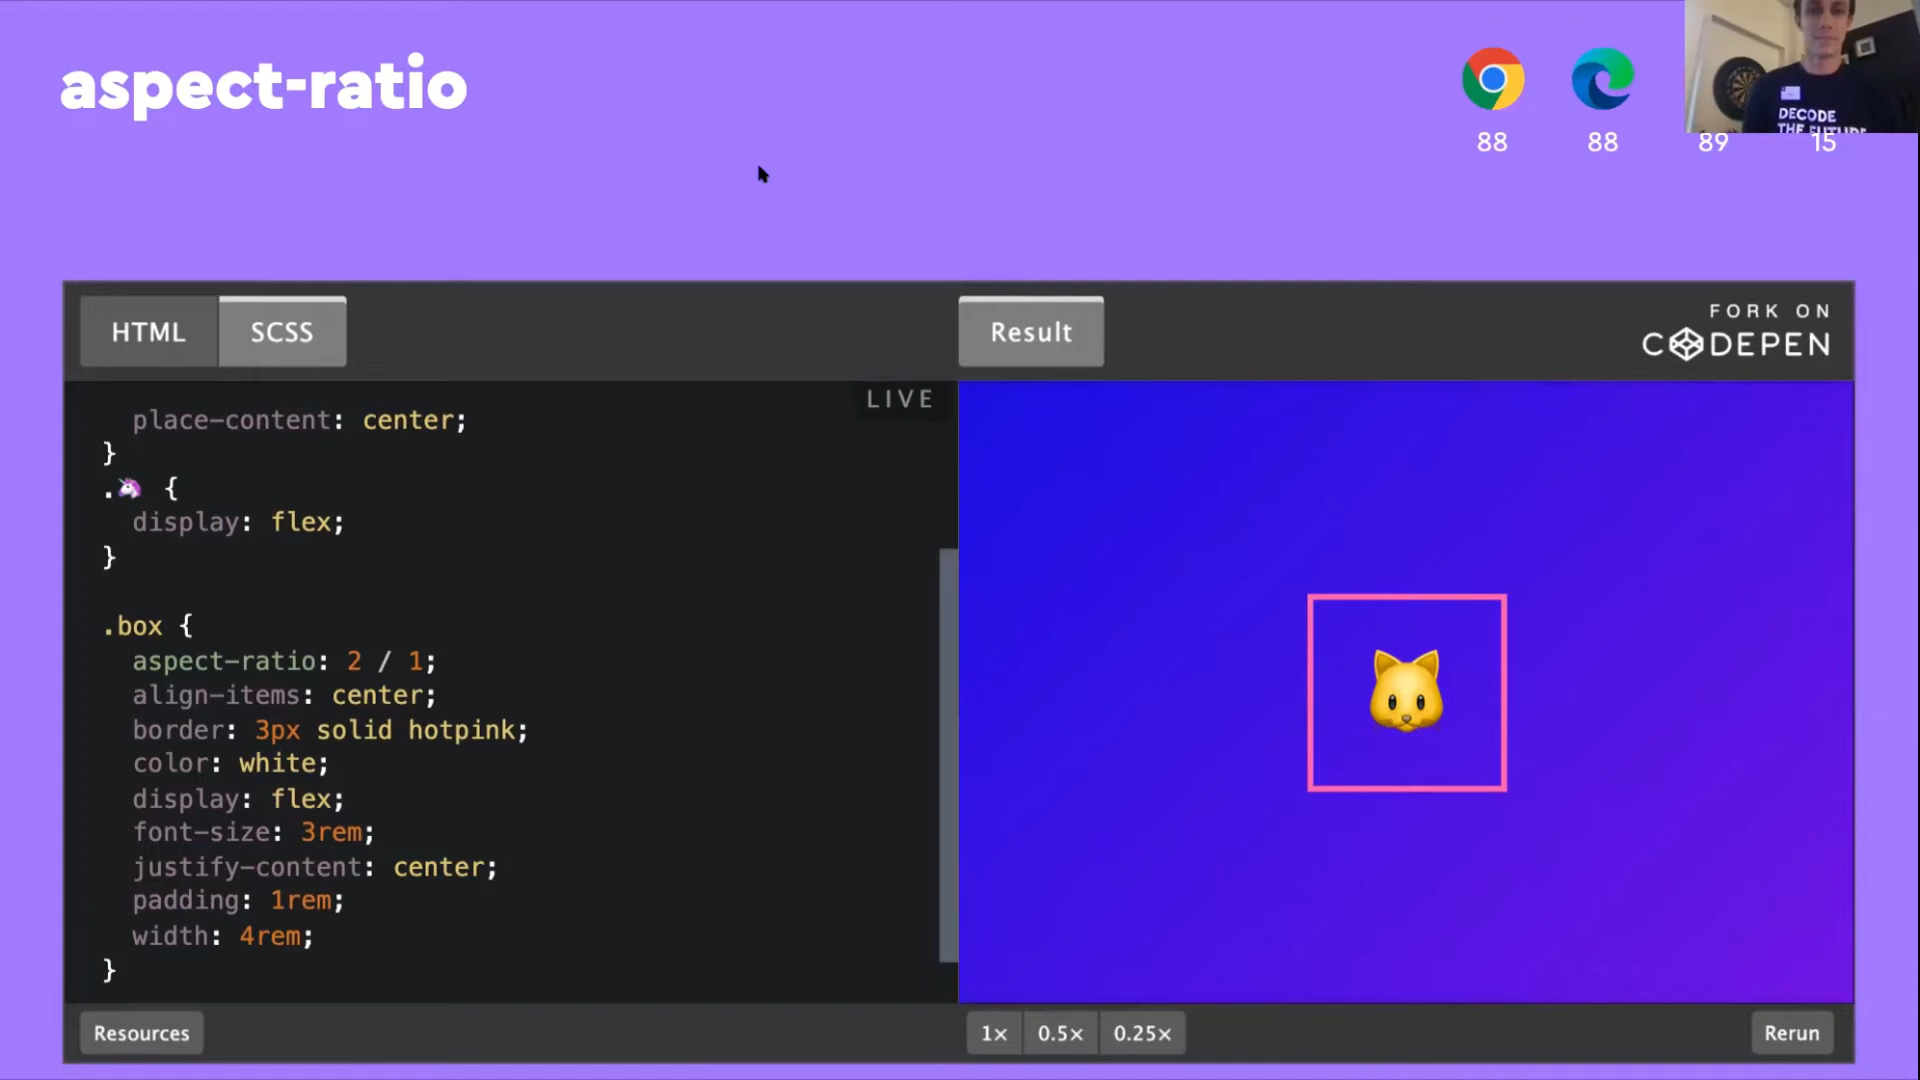 aspect-ratio
88
88
89
15
DECODE
THE FUTURE
HTML
SCSS
Result
FORK ON
CODEPEN
LIVE
place-content: center;
}
.🦄 {
display: flex;
}
.box {
aspect-ratio: 2 / 1;
align-items: center;
border: 3px solid hotpink;
color: white;
display: flex;
font-size: 3rem;
justify-content: center;
padding: 1rem;
width: 4rem;
}
Resources
1×
0.5×
0.25×
Rerun